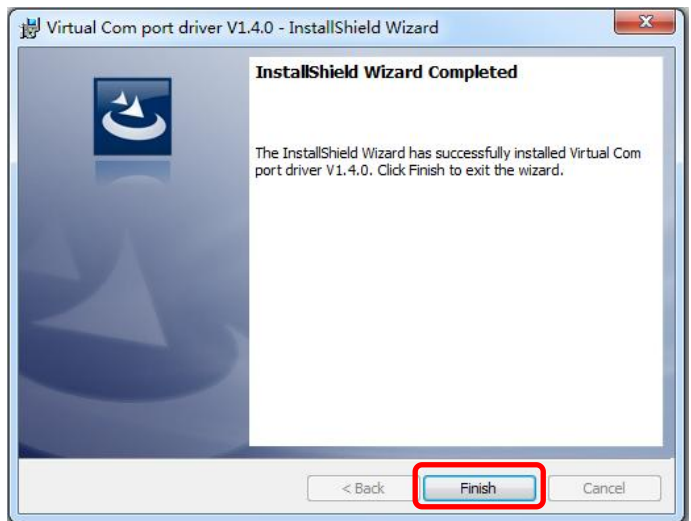 Virtual Com port driver V1.4.0 - InstallShield Wizard
InstallShield Wizard Completed
The InstallShield Wizard has successfully installed Virtual Com
port driver V1.4.0. Click Finish to exit the wizard.
< Back
Finish
Cancel